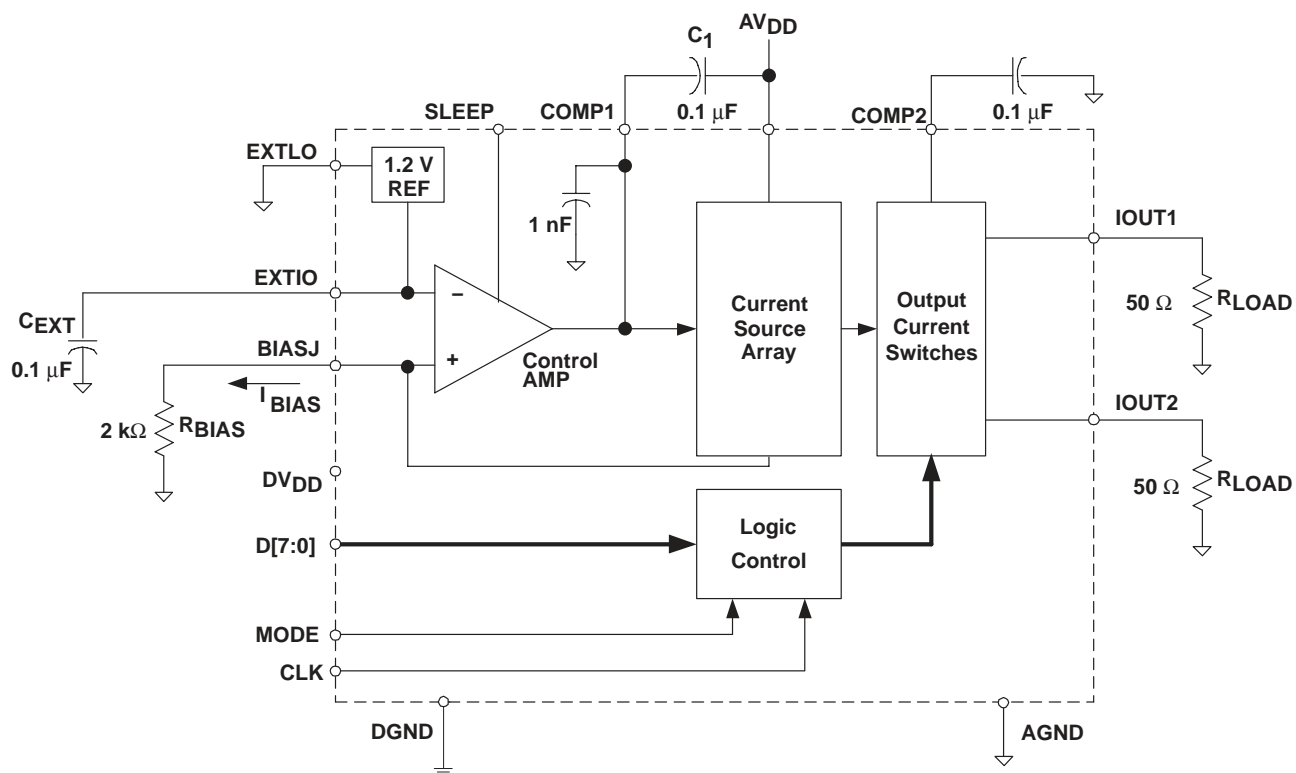 AVDD
C1
0.1 µF
SLEEP
COMP1
COMP2
0.1 µF
EXTLO
1.2 V
REF
1 nF
EXTIO
CEXT
0.1 µF
BIASJ
IBIAS
2 kΩ
RBIAS
−
+
Control
AMP
Current
Source
Array
Output
Current
Switches
IOUT1
50 Ω
RLOAD
IOUT2
50 Ω
RLOAD
DVDD
D[7:0]
Logic
Control
MODE
CLK
DGND
AGND